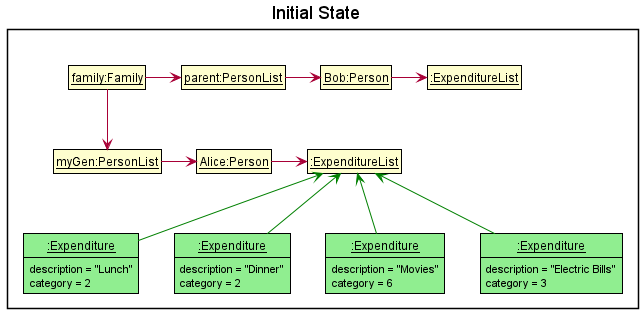 Initial State
family:Family
parent:PersonList
Bob:Person
:ExpenditureList
myGen:PersonList
Alice:Person
:ExpenditureList
:Expenditure
description = "Lunch"
category = 2
:Expenditure
description = "Dinner"
category = 2
:Expenditure
description = "Movies"
category = 6
:Expenditure
description = "Electric Bills"
category = 3